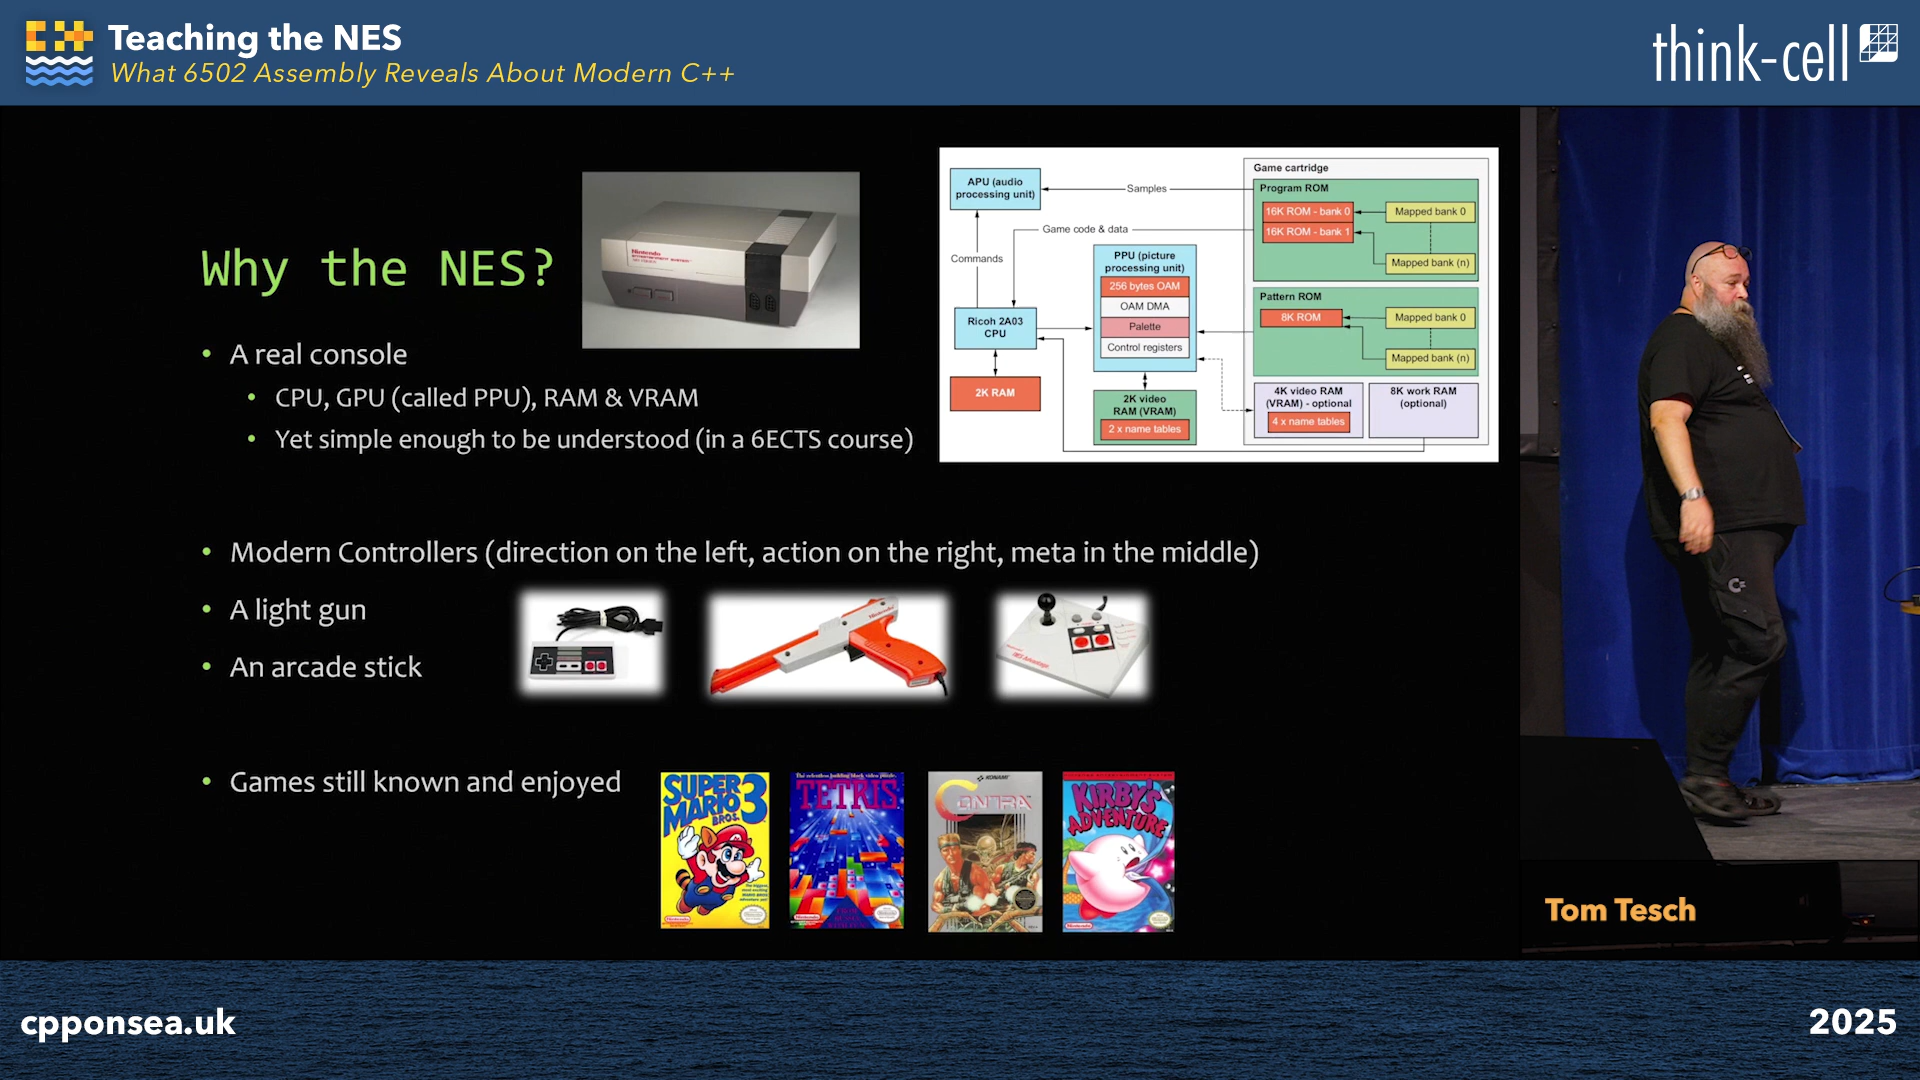 Teaching the NES
What 6502 Assembly Reveals About Modern C++
think-cell
Why the NES?
• A real console
• CPU, GPU (called PPU), RAM & VRAM
• Yet simple enough to be understood (in a 6ECTS course)
• Modern Controllers (direction on the left, action on the right, meta in the middle)
• A light gun
• An arcade stick
• Games still known and enjoyed
APU (audio
processing unit)
Samples
Game code & data
Commands
Ricoh 2A03
CPU
2K RAM
PPU (picture
processing unit)
256 bytes OAM
OAM DMA
Palette
Control registers
2K video
RAM (VRAM)
2 x name tables
Game cartridge
Program ROM
16K ROM - bank 0
16K ROM - bank 1
Mapped bank 0
Mapped bank (n)
Pattern ROM
8K ROM
Mapped bank 0
Mapped bank (n)
4K video RAM
(VRAM) - optional
4 x name tables
8K work RAM
(optional)
Nintendo
SUPER
MARIO 3
BROS.
Nintendo
TETRIS
Nintendo
KONAMI
CONTRA
KIRBY'S
ADVENTURE
Nintendo
Tom Tesch
cpponsea.uk
2025